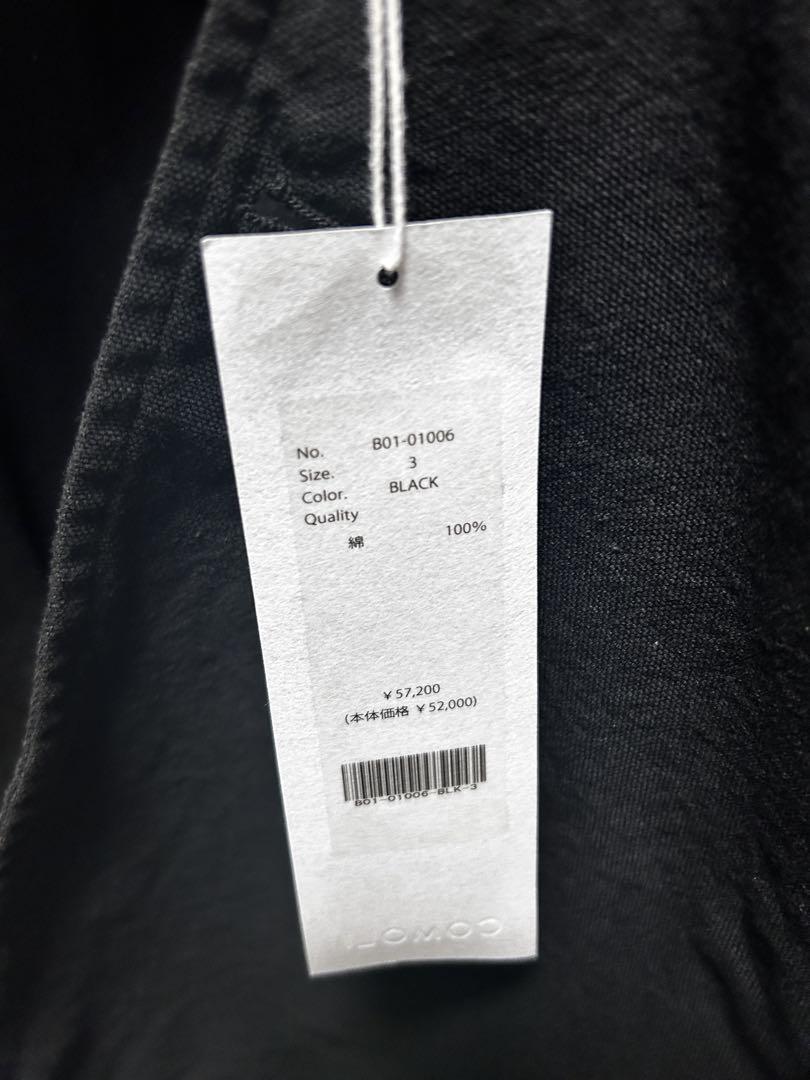 No. B01-01006
Size. 3
Color. BLACK
Quality
綿 100%
￥57,200
(本体価格 ￥52,000)
B01-01006-BLK-3